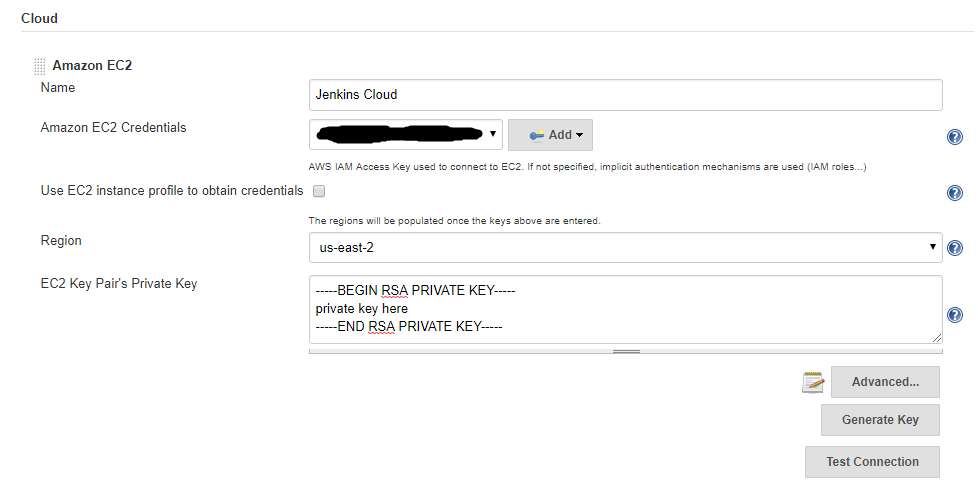 Cloud
Amazon EC2
Name
Jenkins Cloud
Amazon EC2 Credentials
Add
AWS IAM Access Key used to connect to EC2. If not specified, implicit authentication mechanisms are used (IAM roles...)
Use EC2 instance profile to obtain credentials
The regions will be populated once the keys above are entered.
Region
us-east-2
EC2 Key Pair's Private Key
-----BEGIN RSA PRIVATE KEY-----
private key here
-----END RSA PRIVATE KEY-----
Advanced...
Generate Key
Test Connection